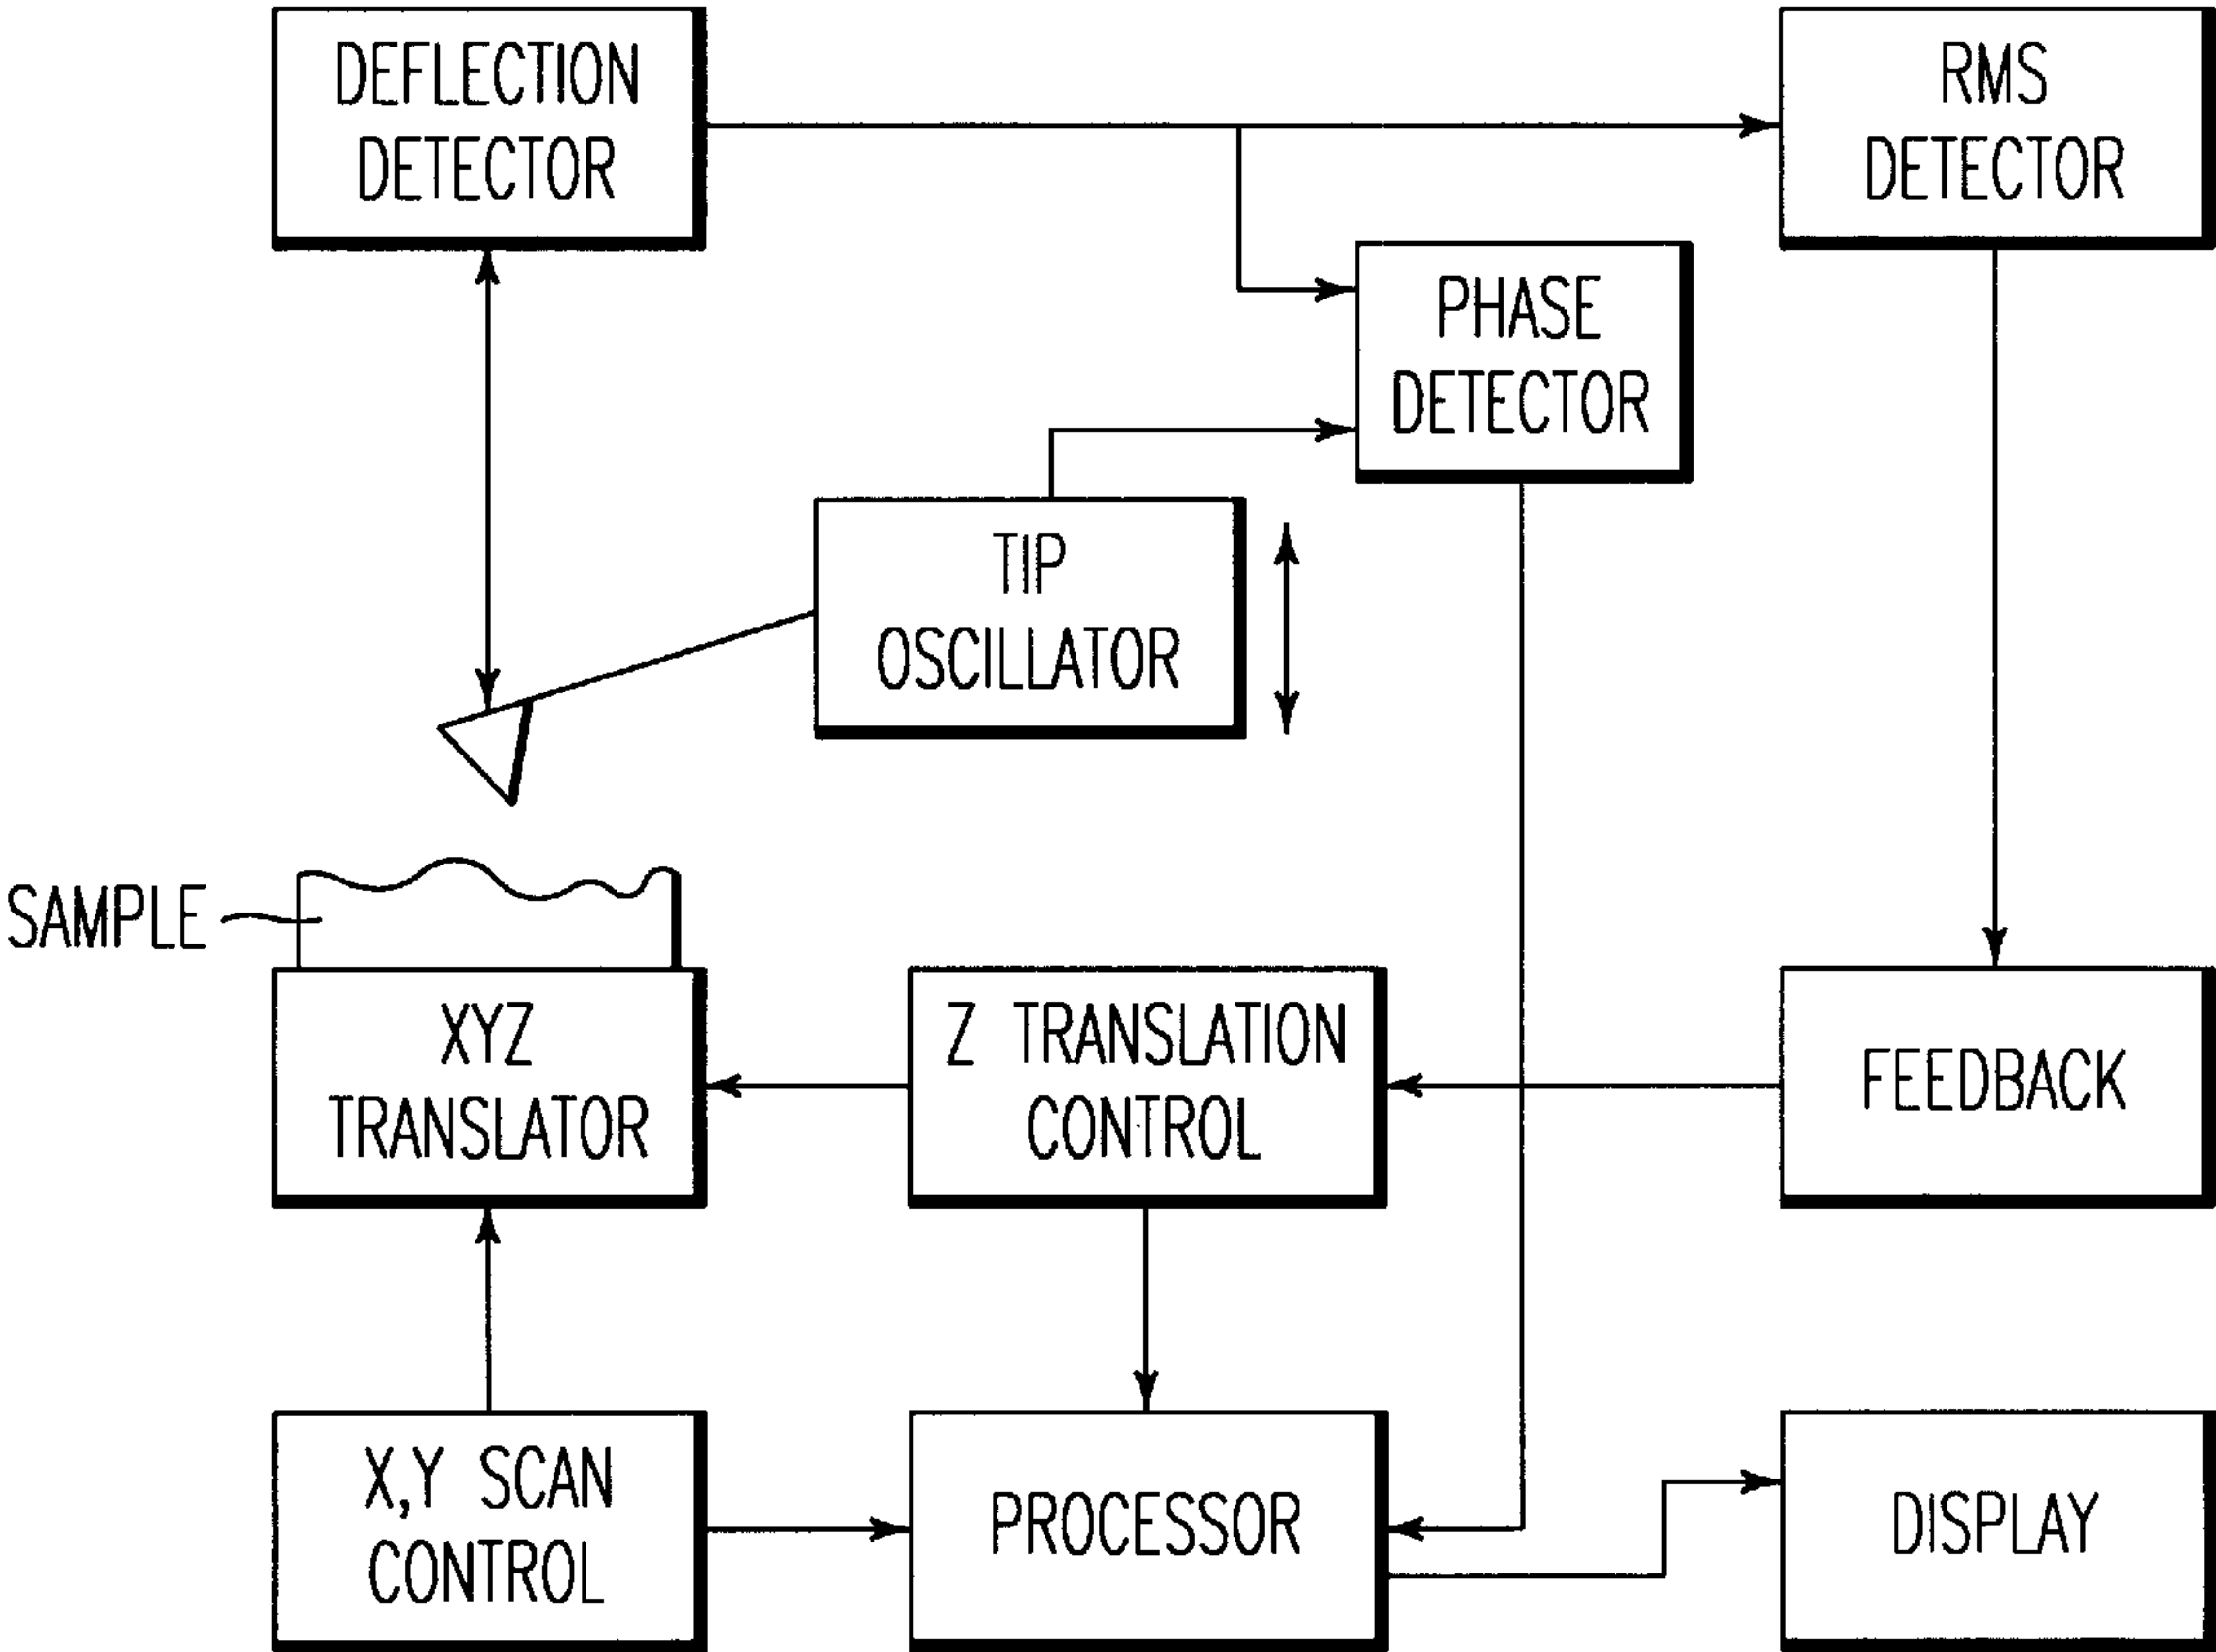 DEFLECTION
DETECTOR
RMS
DETECTOR
PHASE
DETECTOR
TIP
OSCILLATOR
SAMPLE
XYZ
TRANSLATOR
Z TRANSLATION
CONTROL
FEEDBACK
X,Y SCAN
CONTROL
PROCESSOR
DISPLAY